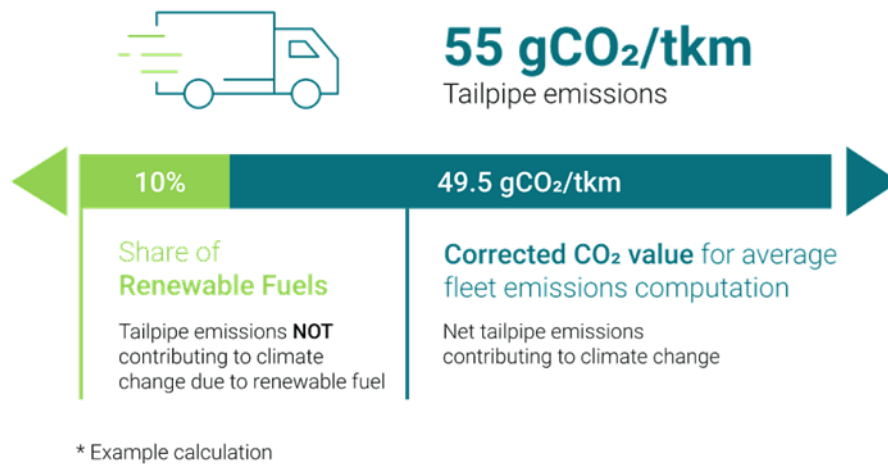 55 gCO₂/tkm
Tailpipe emissions
10%
49.5 gCO₂/tkm
Share of
Renewable Fuels
Tailpipe emissions NOT
contributing to climate
change due to renewable fuel
Corrected CO₂ value for average
fleet emissions computation
Net tailpipe emissions
contributing to climate change
* Example calculation